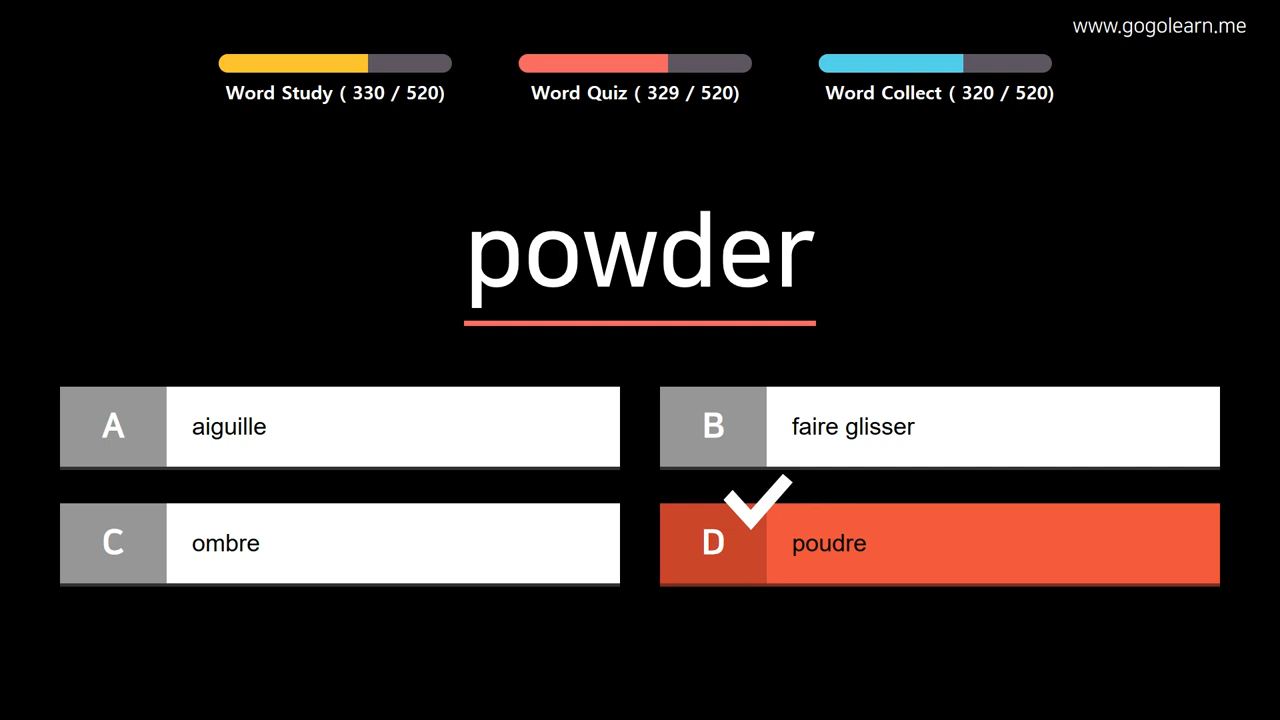 www.gogolearn.me
Word Study ( 330 / 520)
Word Quiz ( 329 / 520)
Word Collect ( 320 / 520)
powder
A aiguille
B faire glisser
C ombre
D poudre